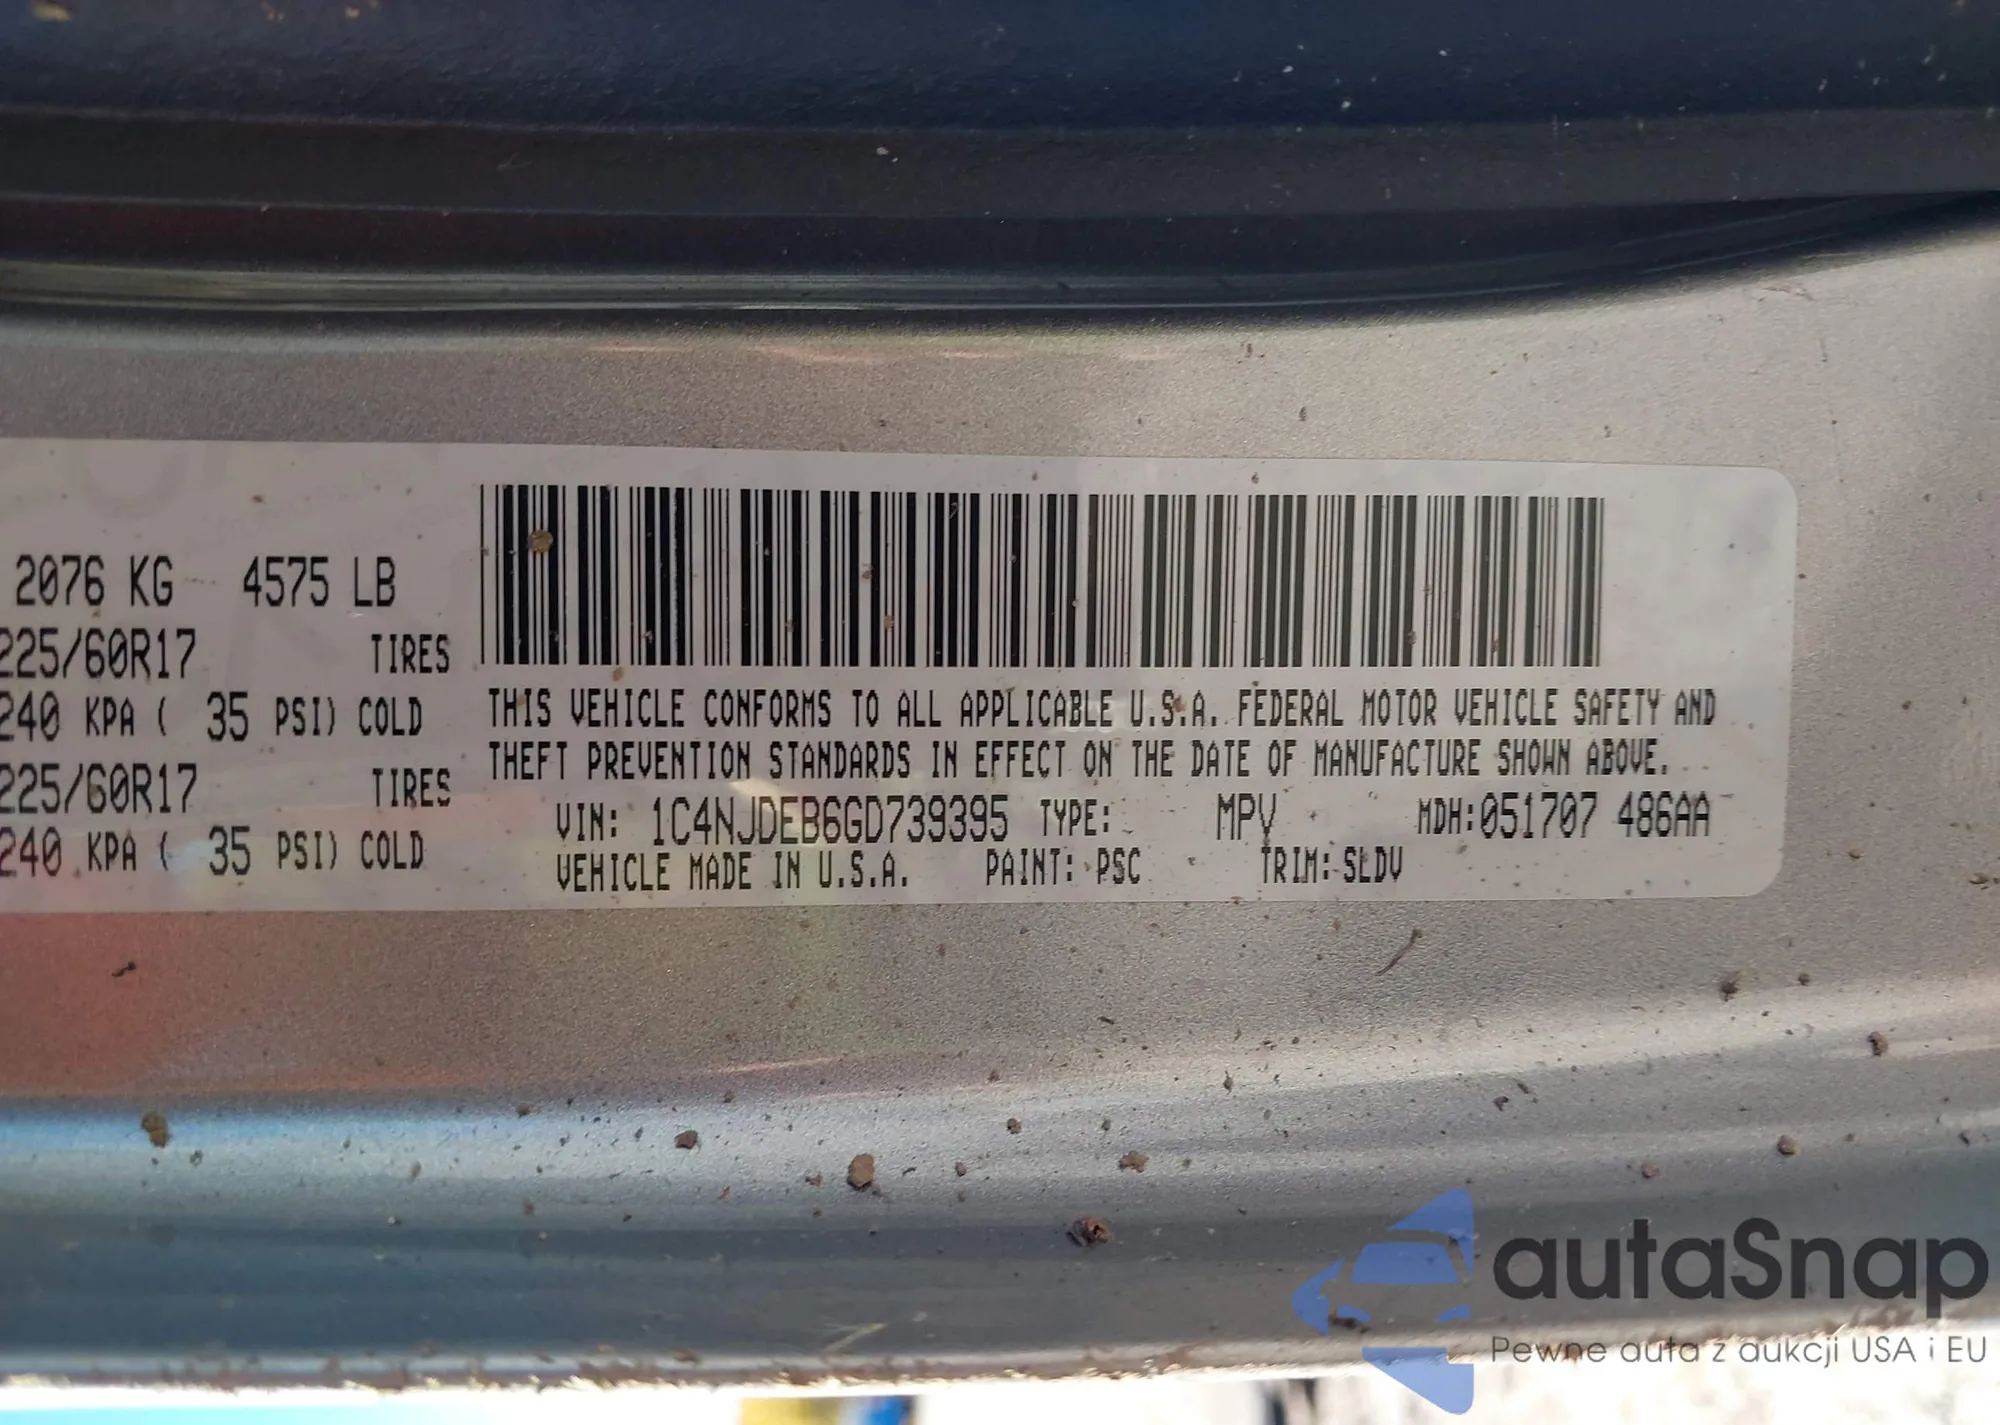 2076 KG 4575 LB
225/60R17 TIRES
240 KPA ( 35 PSI) COLD
225/60R17 TIRES
240 KPA ( 35 PSI) COLD
THIS VEHICLE CONFORMS TO ALL APPLICABLE U.S.A. FEDERAL MOTOR VEHICLE SAFETY AND
THEFT PREVENTION STANDARDS IN EFFECT ON THE DATE OF MANUFACTURE SHOWN ABOVE.
VIN: 1C4NJDEB6GD739395 TYPE: MPV MDH:051707 486AA
VEHICLE MADE IN U.S.A. PAINT: PSC TRIM: SLDV
autaSnap
Pewne auta z aukcji USA i EU